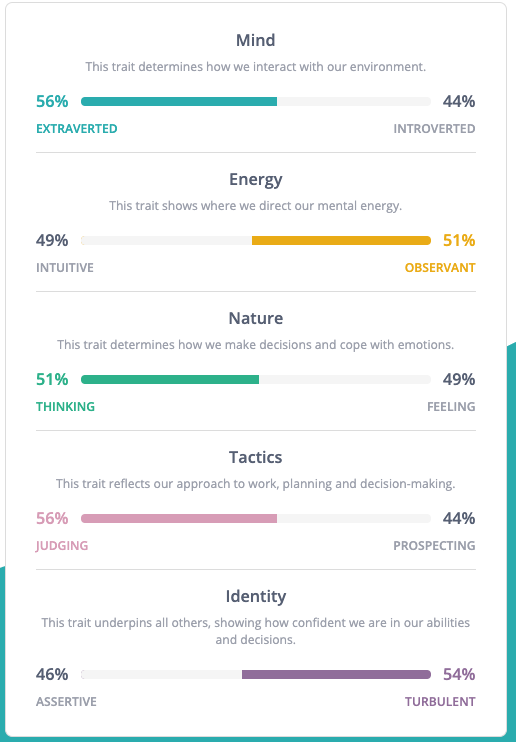 Mind
This trait determines how we interact with our environment.
56% 44%
EXTRAVERTED INTROVERTED
Energy
This trait shows where we direct our mental energy.
49% 51%
INTUITIVE OBSERVANT
Nature
This trait determines how we make decisions and cope with emotions.
51% 49%
THINKING FEELING
Tactics
This trait reflects our approach to work, planning and decision-making.
56% 44%
JUDGING PROSPECTING
Identity
This trait underpins all others, showing how confident we are in our abilities
and decisions.
46% 54%
ASSERTIVE TURBULENT